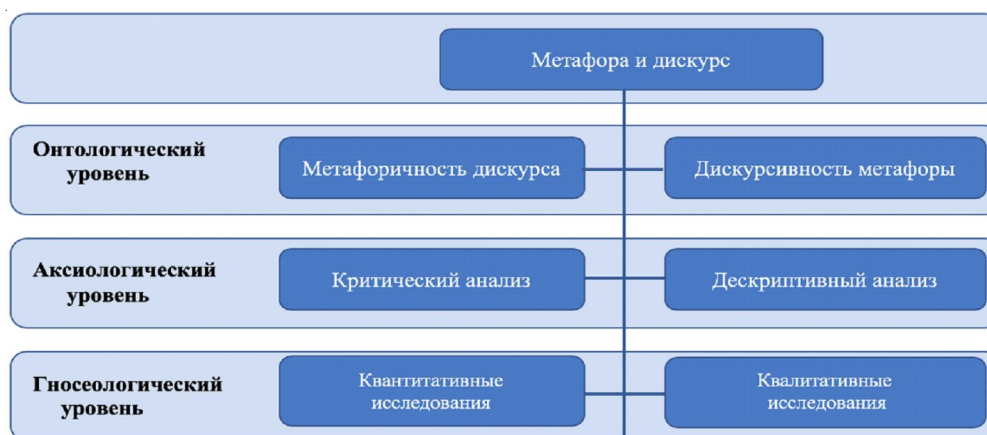 Метафора и дискурс
Онтологический
уровень
Метафоричность дискурса
Дискурсивность метафоры
Аксиологический
уровень
Критический анализ
Дескриптивный анализ
Гносеологический
уровень
Квантитативные
исследования
Квалитативные
исследования